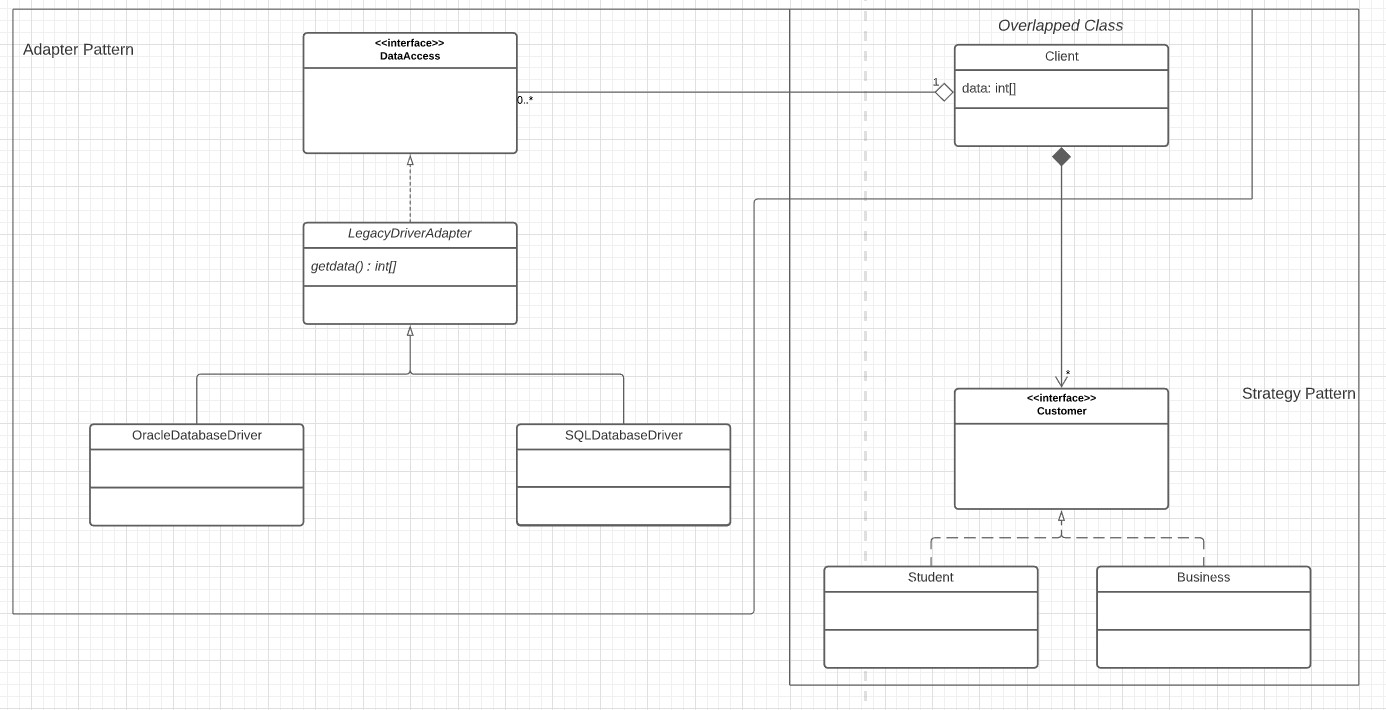 Adapter Pattern
<<interface>>
DataAccess
0..*
LegacyDriverAdapter
getdata() : int[]
OracleDatabaseDriver
SQLDatabaseDriver
Overlapped Class
Client
data: int[]
1
*
<<interface>>
Customer
Strategy Pattern
Student
Business